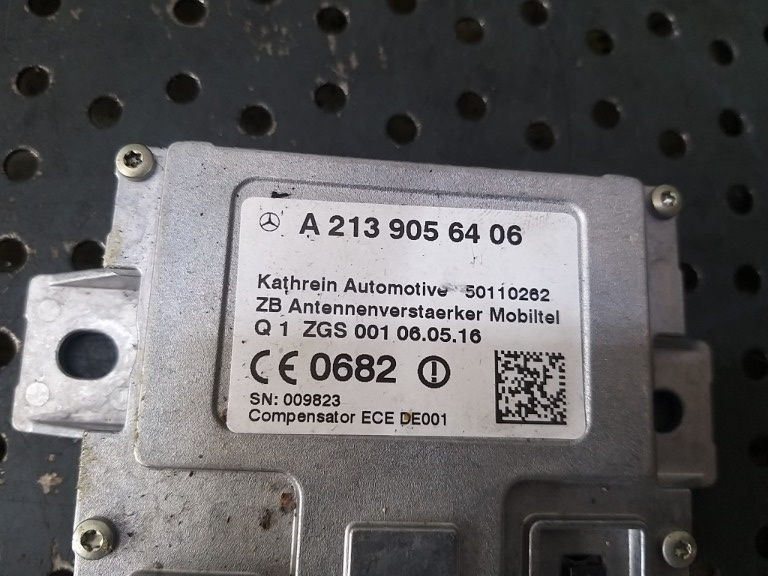 A 213 905 64 06
Kathrein Automotive 50110262
ZB Antennenverstaerker Mobiltel
Q 1 ZGS 001 06.05.16
CE 0682
SN: 009823
Compensator ECE DE001